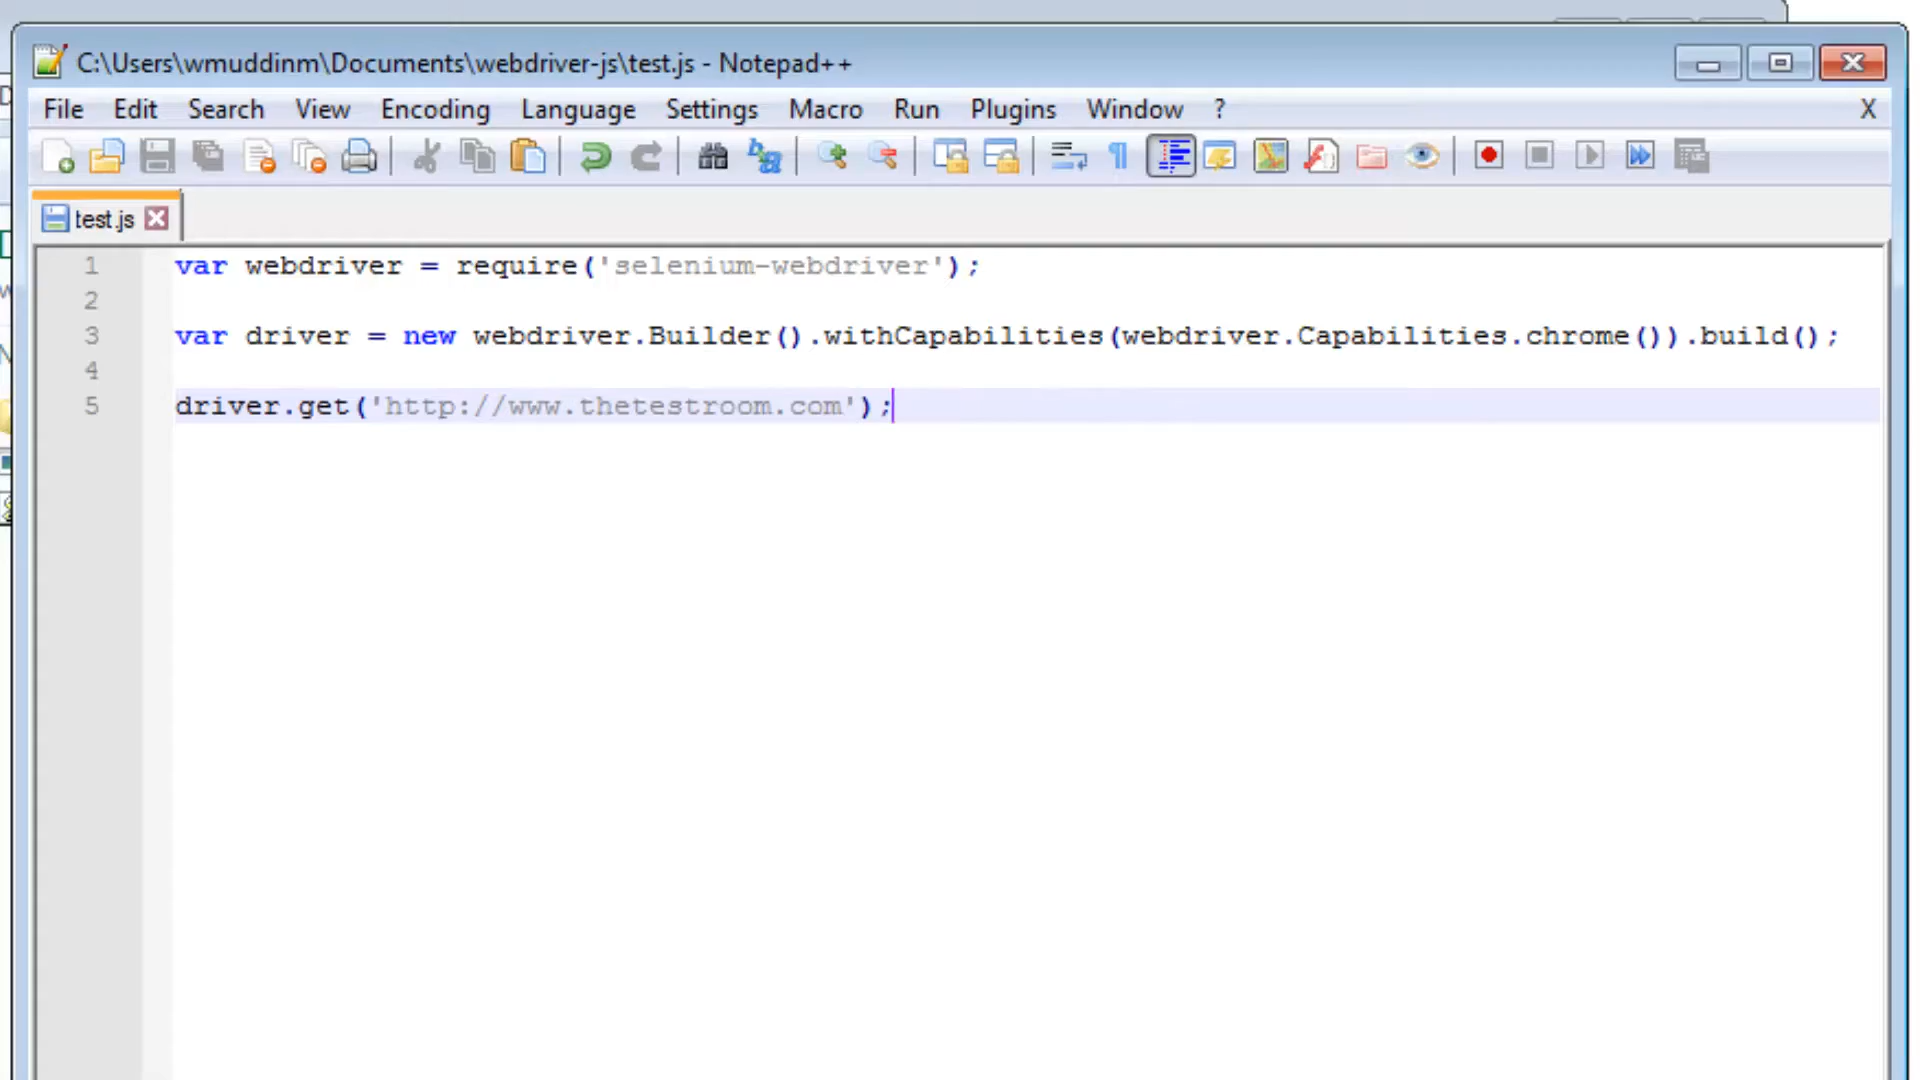 C:\Users\wmuddinm\Documents\webdriver-js\test.js - Notepad++
File Edit Search View Encoding Language Settings Macro Run Plugins Window ? X
test.js
1 var webdriver = require('selenium-webdriver');
2
3 var driver = new webdriver.Builder().withCapabilities(webdriver.Capabilities.chrome()).build();
4
5 driver.get('http://www.thetestroom.com');